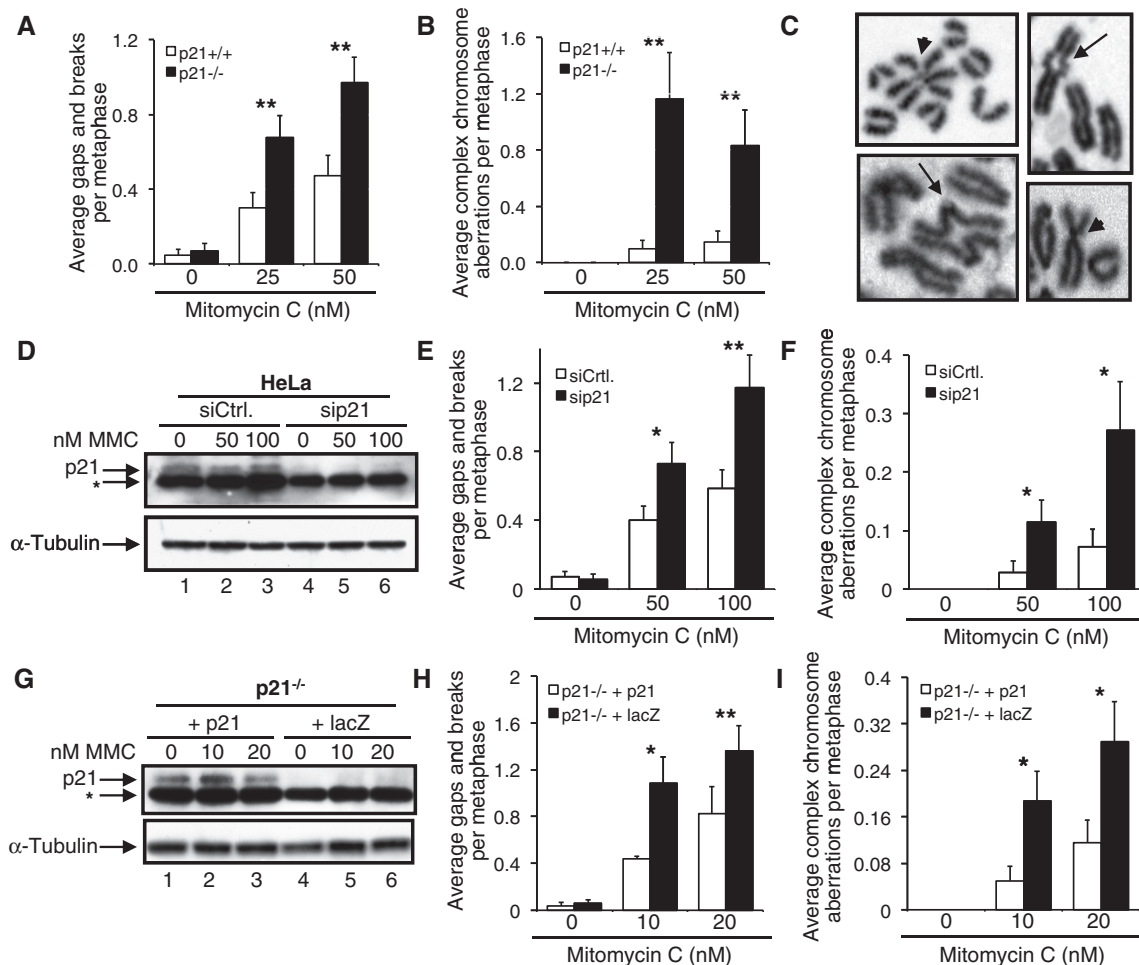 A
Average gaps and breaks
per metaphase
1.2
0.8
0.4
0.0
p21+/+
p21-/-
**
**
0
25
50
Mitomycin C (nM)
B
Average complex chromosome
aberrations per metaphase
1.6
1.2
0.8
0.4
0.0
p21+/+
p21-/-
**
**
0
25
50
Mitomycin C (nM)
C
D
HeLa
siCtrl.
sip21
nM MMC
0 50 100 0 50 100
p21
*
α-Tubulin
1 2 3 4 5 6
E
Average gaps and breaks
per metaphase
1.2
0.8
0.4
0
siCrtl.
sip21
*
**
0
50
100
Mitomycin C (nM)
F
Average complex chromosome
aberrations per metaphase
0.4
0.3
0.2
0.1
0
siCrtl.
sip21
*
*
0
50
100
Mitomycin C (nM)
G
p21-/-
+ p21
+ lacZ
nM MMC
0 10 20 0 10 20
p21
*
α-Tubulin
1 2 3 4 5 6
H
Average gaps and breaks
per metaphase
2
1.6
1.2
0.8
0.4
0
p21-/- + p21
p21-/- + lacZ
*
**
0
10
20
Mitomycin C (nM)
I
Average complex chromosome
aberrations per metaphase
0.4
0.32
0.24
0.16
0.08
0
p21-/- + p21
p21-/- + lacZ
*
*
0
10
20
Mitomycin C (nM)